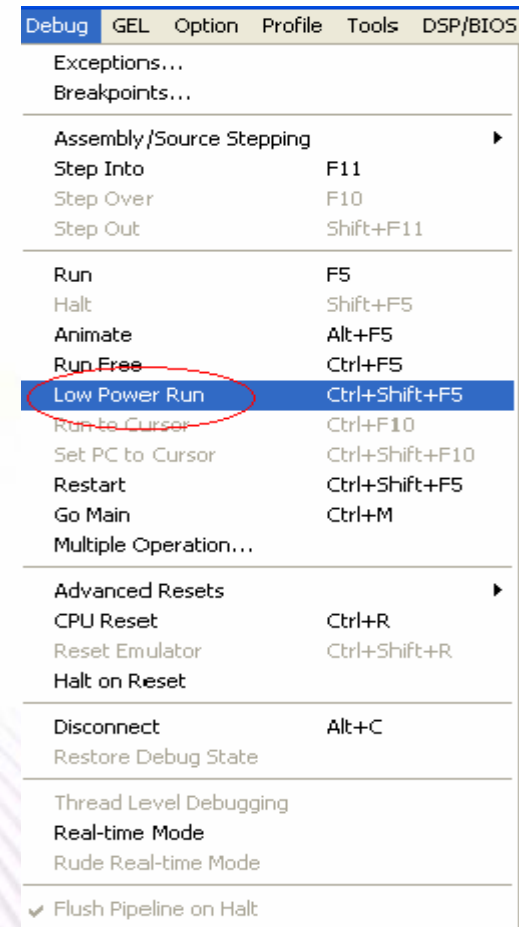 Debug GEL Option Profile Tools DSP/BIOS
Exceptions...
Breakpoints...
Assembly/Source Stepping
Step Into F11
Step Over F10
Step Out Shift+F11
Run F5
Halt Shift+F5
Animate Alt+F5
Run Free Ctrl+F5
Low Power Run Ctrl+Shift+F5
Run to Cursor Ctrl+F10
Set PC to Cursor Ctrl+Shift+F10
Restart Ctrl+Shift+F5
Go Main Ctrl+M
Multiple Operation...
Advanced Resets
CPU Reset Ctrl+R
Reset Emulator Ctrl+Shift+R
Halt on Reset
Disconnect Alt+C
Restore Debug State
Thread Level Debugging
Real-time Mode
Rude Real-time Mode
Flush Pipeline on Halt